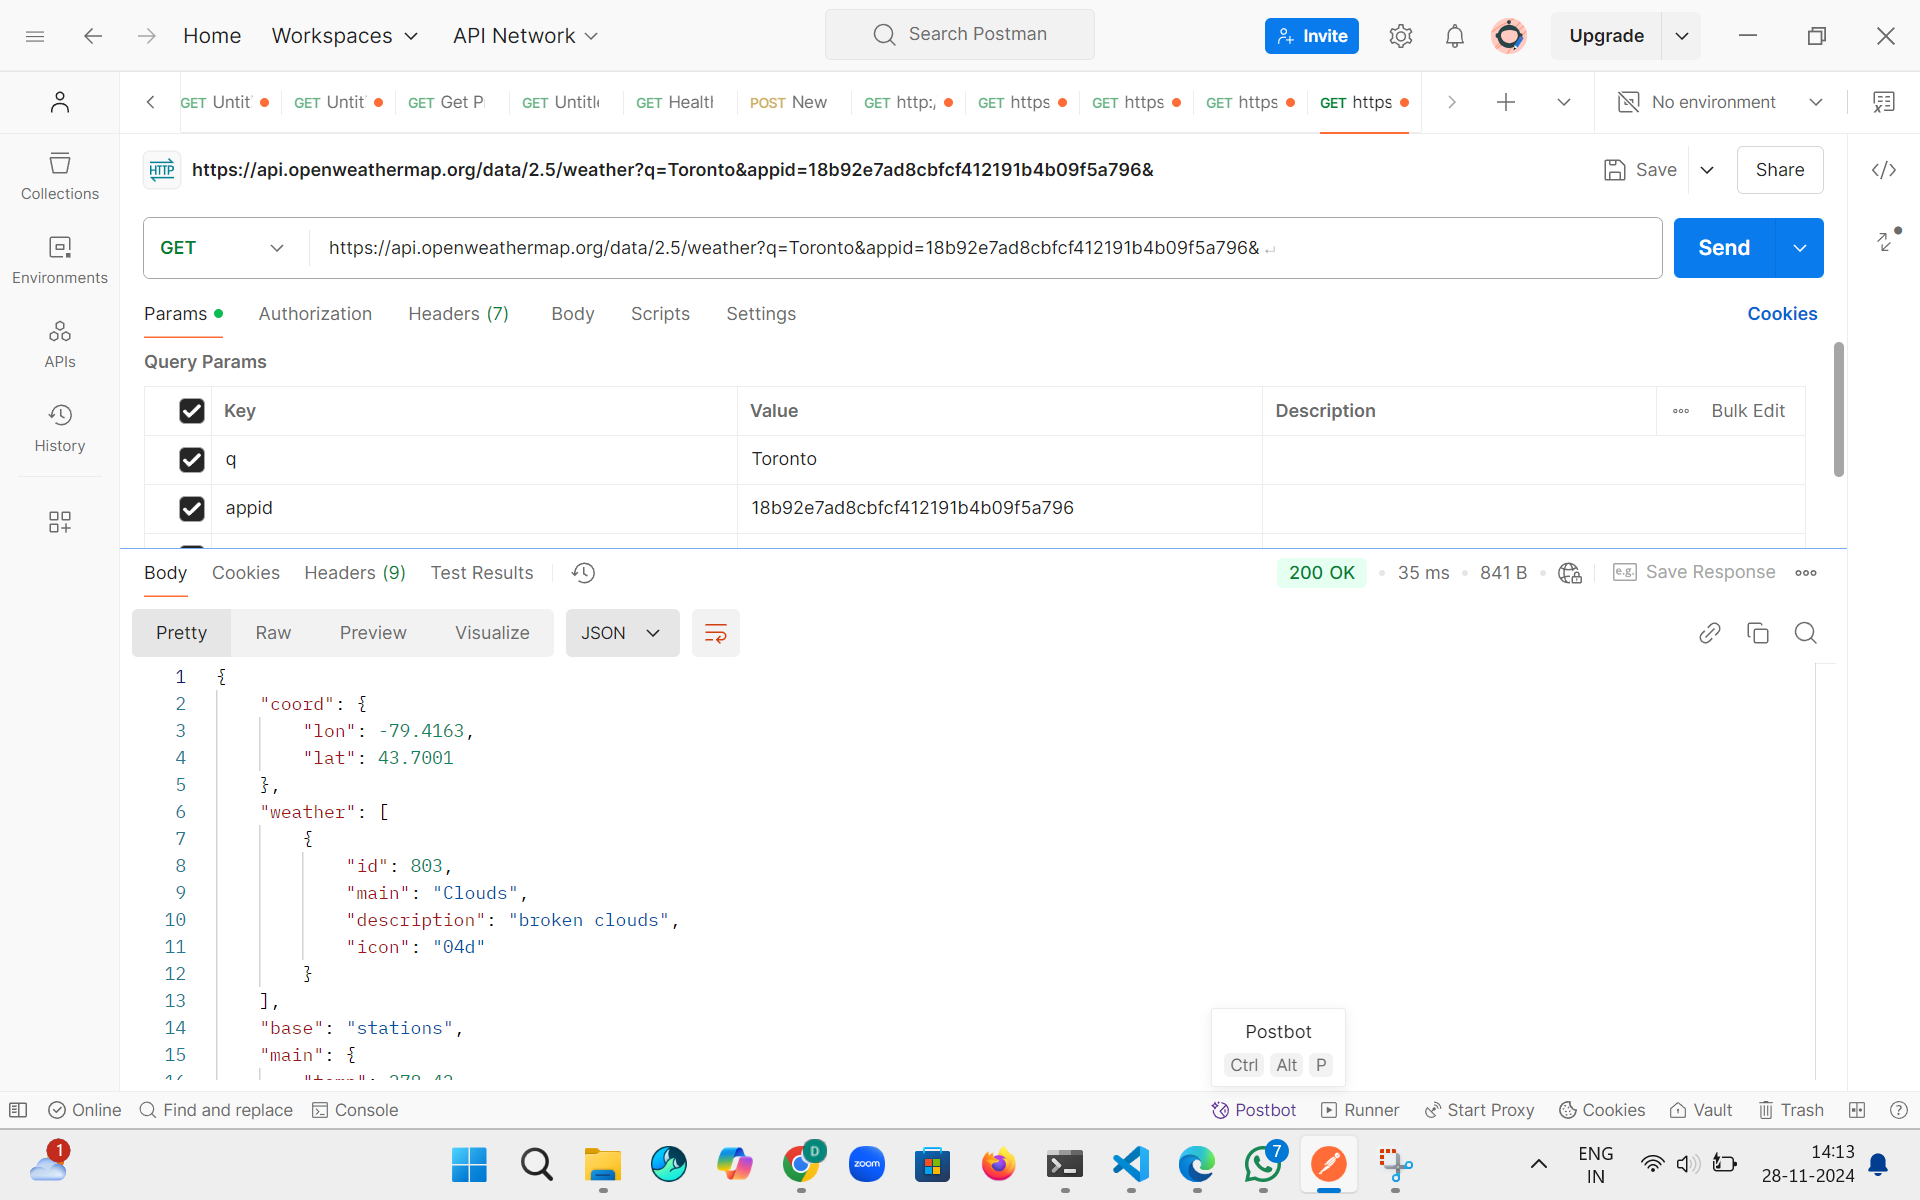 Home Workspaces API Network Search Postman Invite Upgrade
GET Untit GET Untit GET Get P GET Untitl GET Healt POST New GET http:/ GET https GET https GET https GET https No environment
HTTP https://api.openweathermap.org/data/2.5/weather?q=Toronto&appid=18b92e7ad8cbfcf412191b4b09f5a796& Save Share
GET https://api.openweathermap.org/data/2.5/weather?q=Toronto&appid=18b92e7ad8cbfcf412191b4b09f5a796& Send
Collections
Environments
APIs
History
Params Authorization Headers (7) Body Scripts Settings Cookies
Query Params
Key Value Description Bulk Edit
q Toronto
appid 18b92e7ad8cbfcf412191b4b09f5a796
Body Cookies Headers (9) Test Results 200 OK 35 ms 841 B e.g. Save Response
Pretty Raw Preview Visualize JSON
1 {
2 "coord": {
3 "lon": -79.4163,
4 "lat": 43.7001
5 },
6 "weather": [
7 {
8 "id": 803,
9 "main": "Clouds",
10 "description": "broken clouds",
11 "icon": "04d"
12 }
13 ],
14 "base": "stations",
15 "main": {
Postbot
Ctrl Alt P
Online Find and replace Console Postbot Runner Start Proxy Cookies Vault Trash
1 D zoom 7 ENG 14:13
IN 28-11-2024